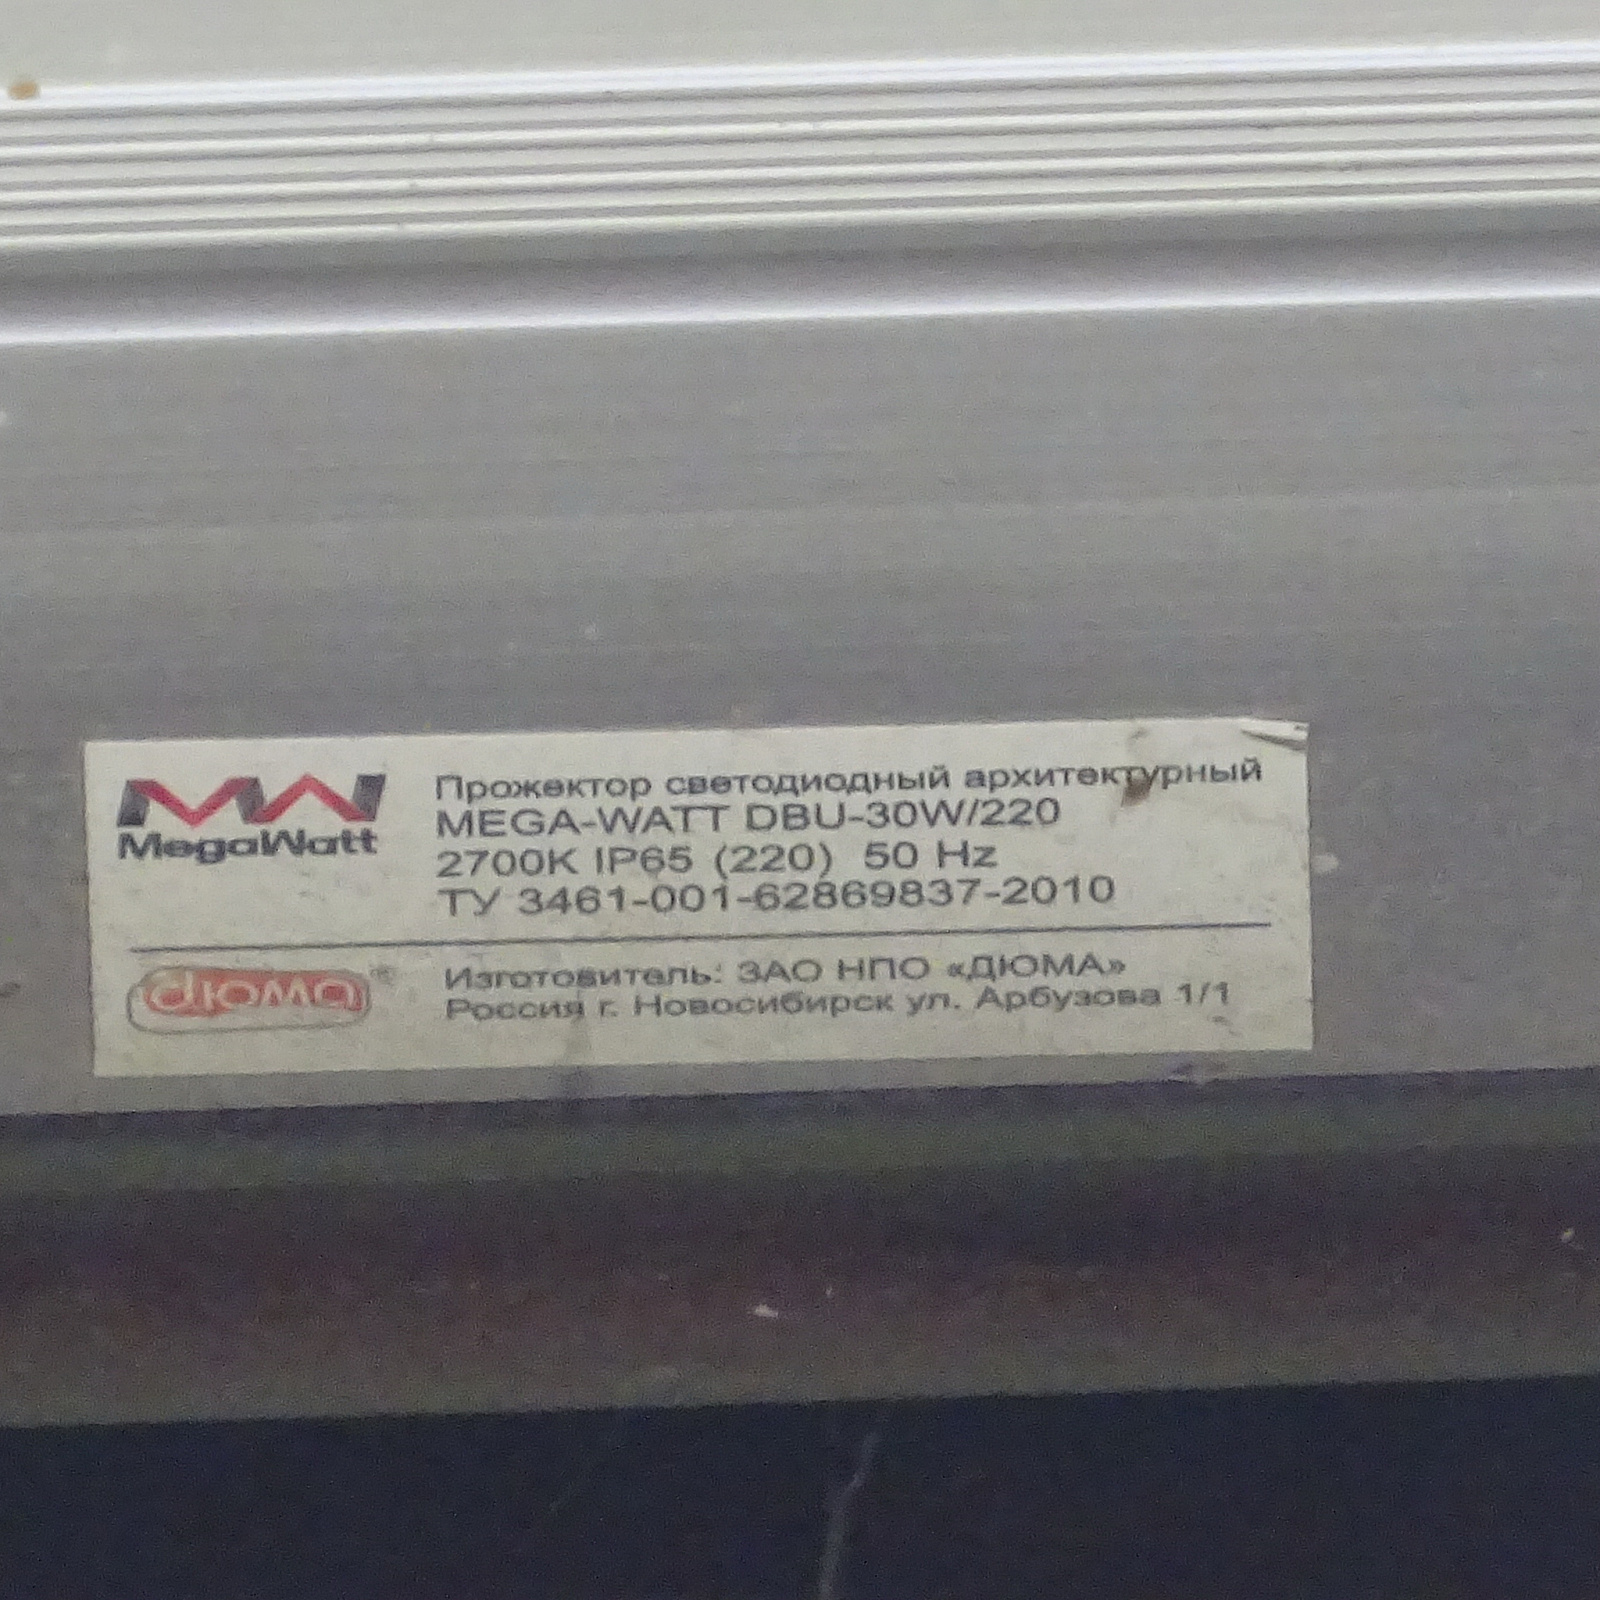 MW
MegaWatt
Прожектор светодиодный архитектурный
MEGA-WATT DBU-30W/220
2700K IP65 (220) 50 Hz
ТУ 3461-001-62869837-2010
дюма®
Изготовитель: ЗАО НПО «ДЮМА»
Россия г. Новосибирск ул. Арбузова 1/1